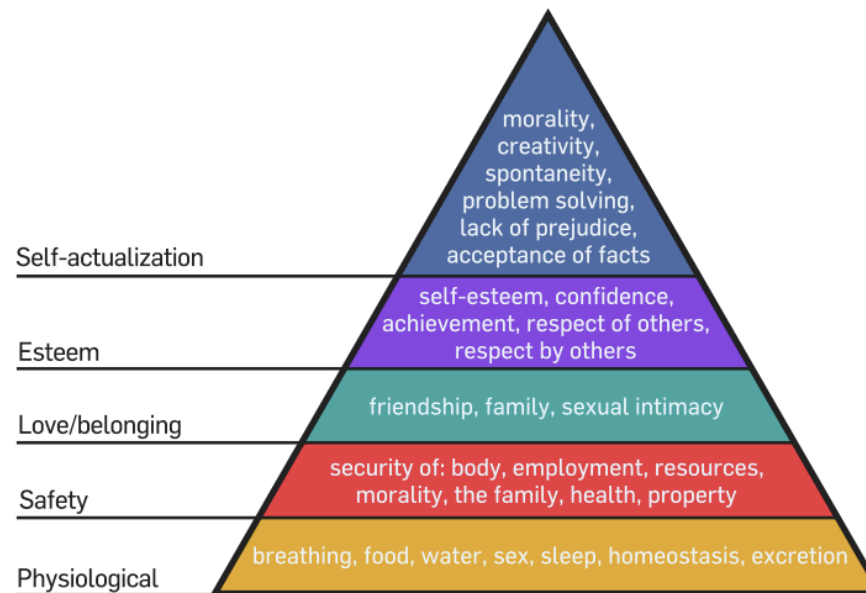 morality,
creativity,
spontaneity,
problem solving,
lack of prejudice,
acceptance of facts
Self-actualization
self-esteem, confidence,
achievement, respect of others,
respect by others
Esteem
friendship, family, sexual intimacy
Love/belonging
security of: body, employment, resources,
morality, the family, health, property
Safety
breathing, food, water, sex, sleep, homeostasis, excretion
Physiological